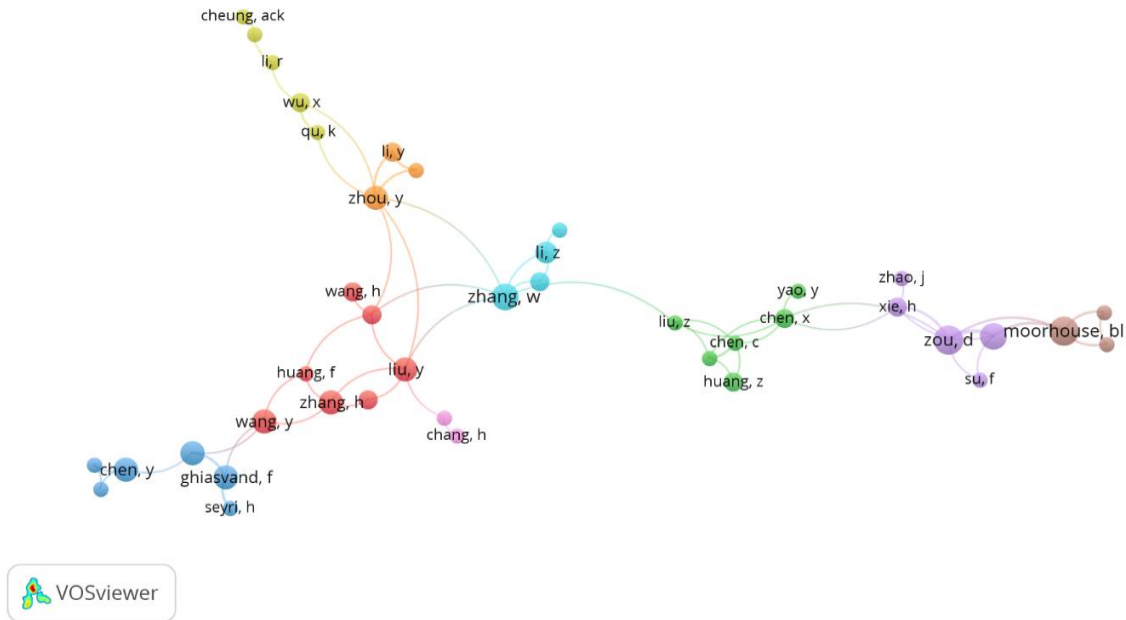 cheung, ack
li, r
wu, x
qu, k
li, y
zhou, y
li, z
zhang, w
wang, h
zhao, j
yao, y
xie, h
liu, z
chen, x
chen, c
zou, d
moorhouse, bl
liu, y
huang, f
huang, z
su, f
zhang, h
wang, y
chang, h
chen, y
ghiasvand, f
seyri, h
VOSviewer